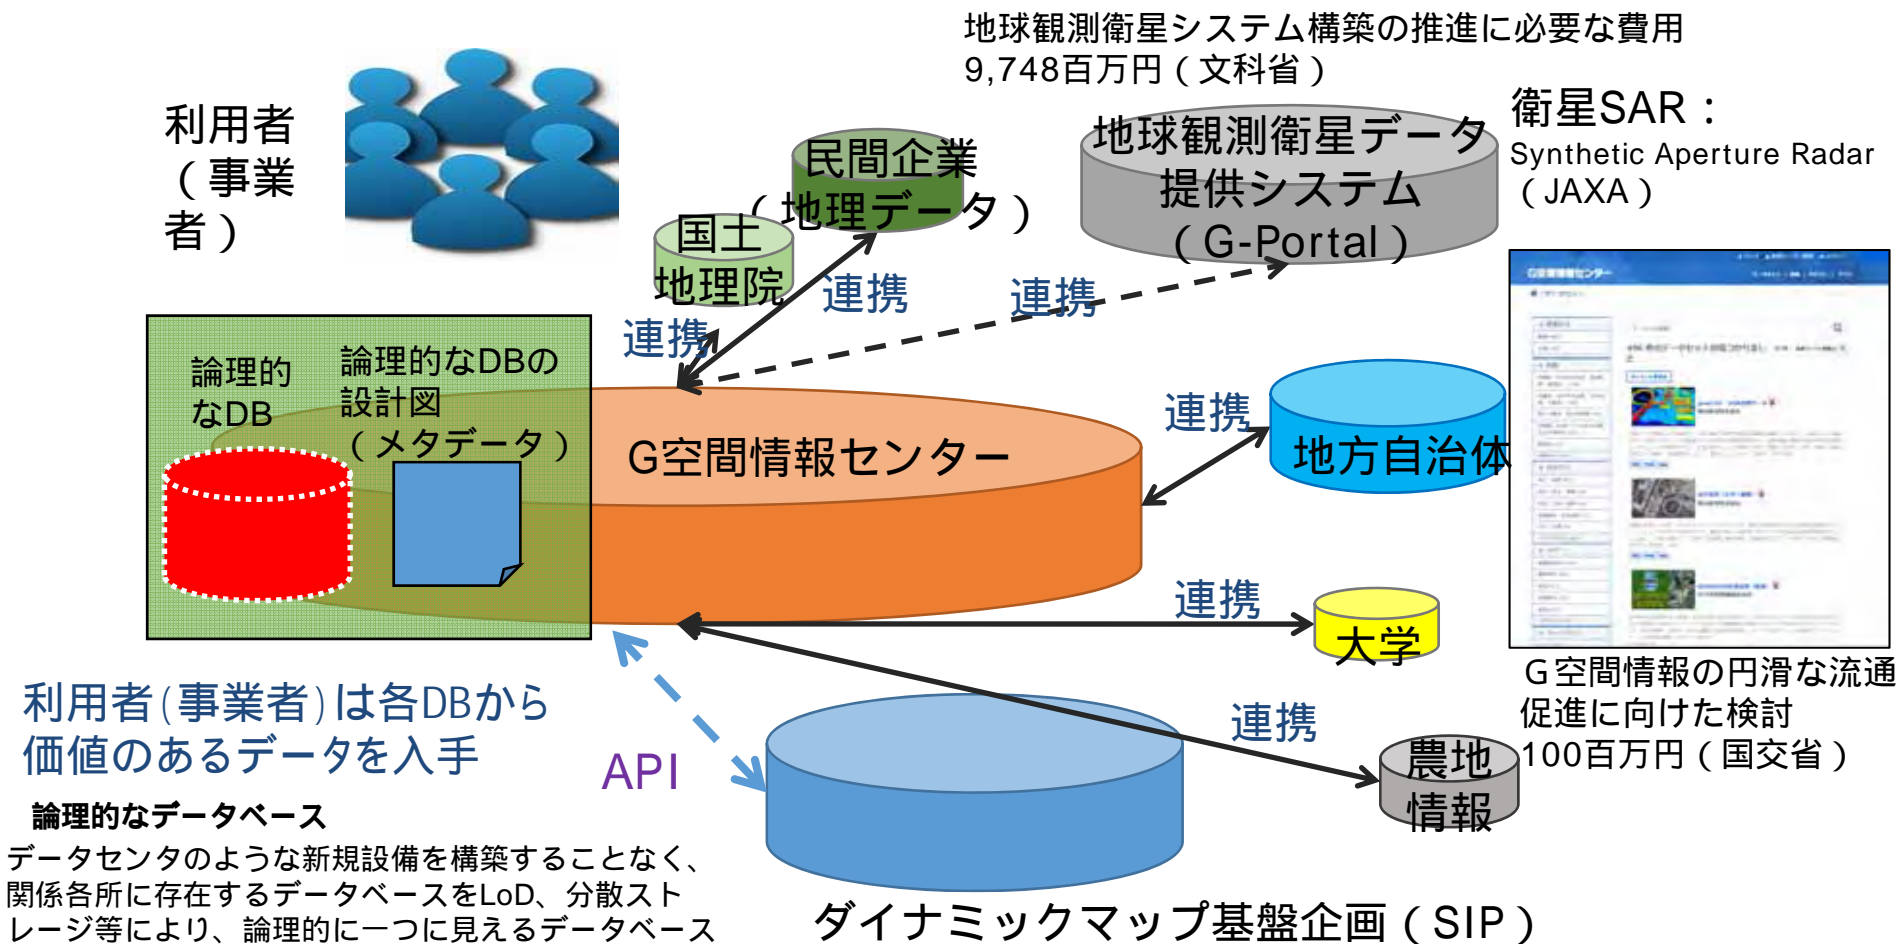 地球観測衛星システム構築の推進に必要な費用
9,748百万円（文科省）
利用者
（事業
者）
民間企業
（地理データ）
国土
地理院
地球観測衛星データ
提供システム
（G-Portal）
衛星SAR：
Synthetic Aperture Radar
（JAXA）
連携
連携
連携
論理的
なDB
論理的なDBの
設計図
（メタデータ）
G空間情報センター
連携
地方自治体
G空間情報センター
連携
大学
連携
農地
情報
Ｇ空間情報の円滑な流通
促進に向けた検討
100百万円（国交省）
利用者(事業者)は各DBから
価値のあるデータを入手
API
論理的なデータベース
データセンタのような新規設備を構築することなく、
関係各所に存在するデータベースをLoD、分散スト
レージ等により、論理的に一つに見えるデータベース
ダイナミックマップ基盤企画（SIP）